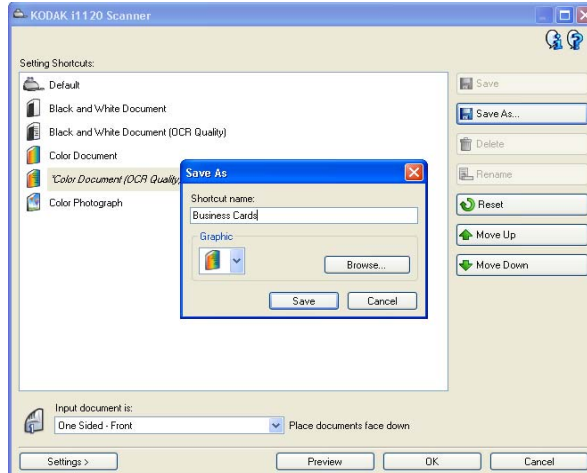 KODAK i1120 Scanner
Setting Shortcuts:
Default
Black and White Document
Black and White Document (OCR Quality)
Color Document
*Color Document (OCR Quality
Color Photograph
Save
Save As...
Delete
Rename
Reset
Move Up
Move Down
Save As
Shortcut name:
Business Cards
Graphic
Browse...
Save
Cancel
Input document is:
One Sided - Front
Place documents face down
Settings >
Preview
OK
Cancel